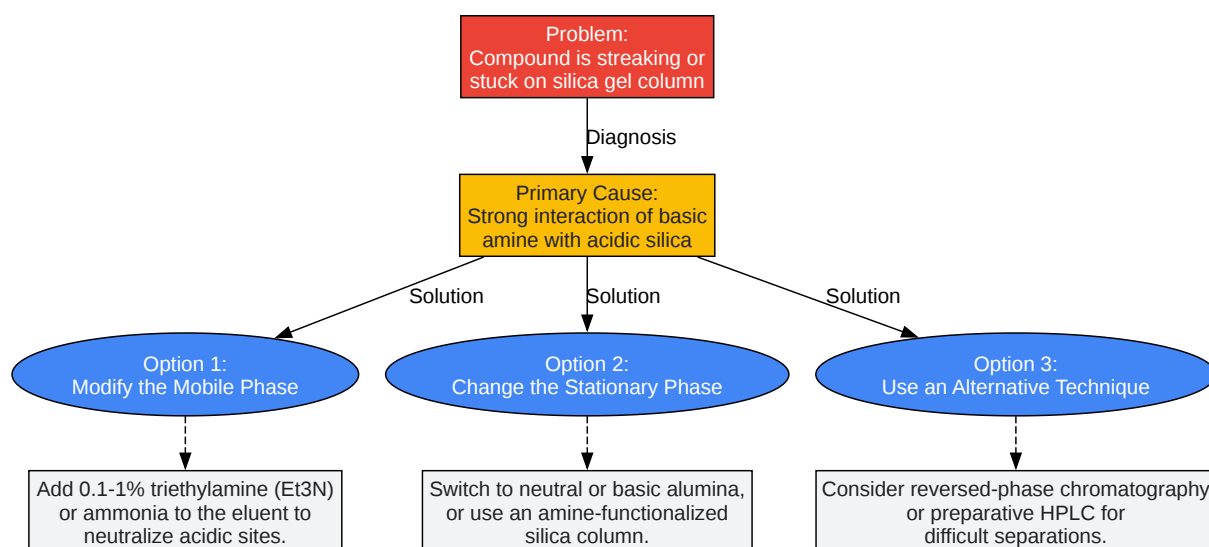 Problem:
Compound is streaking or
stuck on silica gel column
Diagnosis
Primary Cause:
Strong interaction of basic
amine with acidic silica
Solution
Solution
Solution
Option 1:
Modify the Mobile Phase
Option 2:
Change the Stationary Phase
Option 3:
Use an Alternative Technique
Add 0.1-1% triethylamine (Et3N)
or ammonia to the eluent to
neutralize acidic sites.
Switch to neutral or basic alumina,
or use an amine-functionalized
silica column.
Consider reversed-phase chromatography
or preparative HPLC for
difficult separations.